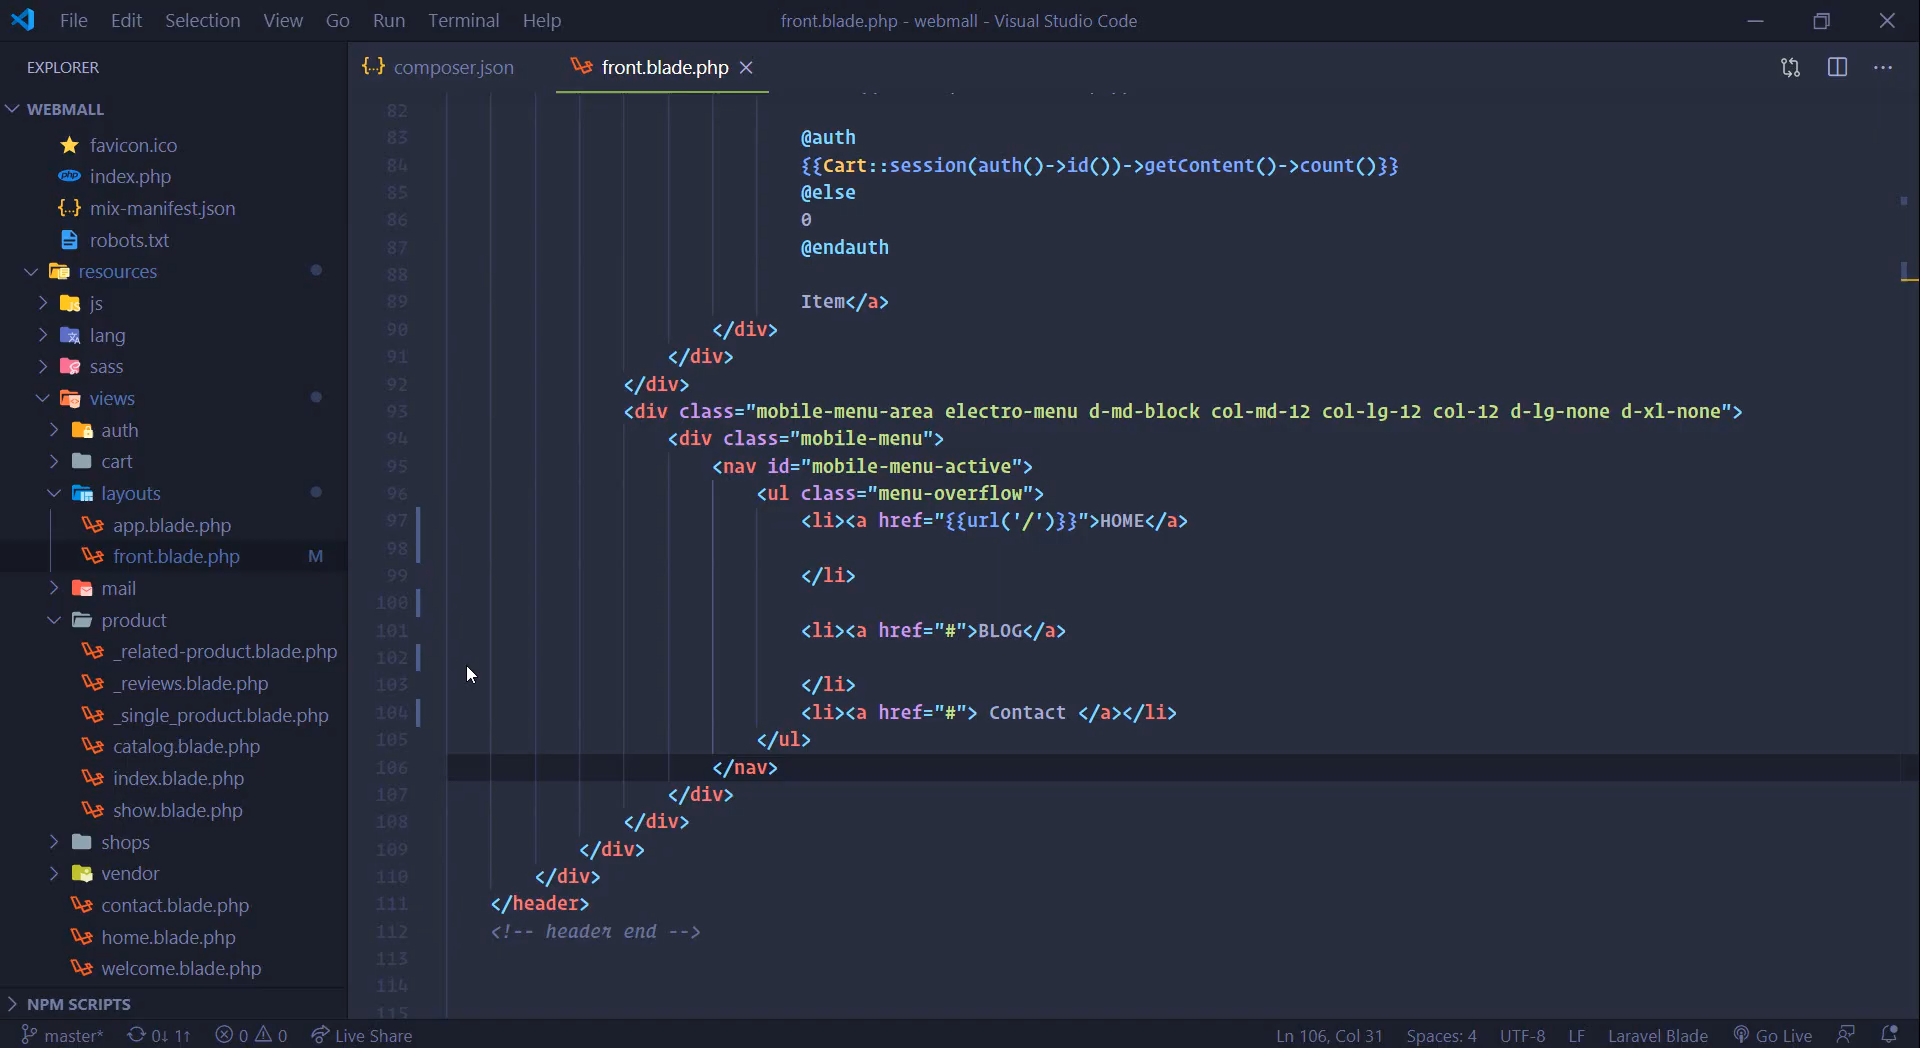 File Edit Selection View Go Run Terminal Help front.blade.php - webmall - Visual Studio Code
EXPLORER
WEBMALL
favicon.ico
index.php
mix-manifest.json
robots.txt
resources
js
lang
sass
views
auth
cart
layouts
app.blade.php
front.blade.php M
mail
product
_related-product.blade.php
_reviews.blade.php
_single_product.blade.php
catalog.blade.php
index.blade.php
show.blade.php
shops
vendor
contact.blade.php
home.blade.php
welcome.blade.php
NPM SCRIPTS
composer.json front.blade.php
82
83 @auth
84 {{Cart::session(auth()->id())->getContent()->count()}}
85 @else
86 0
87 @endauth
88
89 Item</a>
90 </div>
91 </div>
92 </div>
93 <div class="mobile-menu-area electro-menu d-md-block col-md-12 col-lg-12 col-12 d-lg-none d-xl-none">
94 <div class="mobile-menu">
95 <nav id="mobile-menu-active">
96 <ul class="menu-overflow">
97 <li><a href="{{url('/')}}">HOME</a>
98
99 </li>
100
101 <li><a href="#">BLOG</a>
102
103 </li>
104 <li><a href="#"> Contact </a></li>
105 </ul>
106 </nav>
107 </div>
108 </div>
109 </div>
110 </div>
111 </header>
112 <!-- header end -->
113
114
115
master* 0↓ 1↑ 0 0 Live Share Ln 106, Col 31 Spaces: 4 UTF-8 LF Laravel Blade Go Live